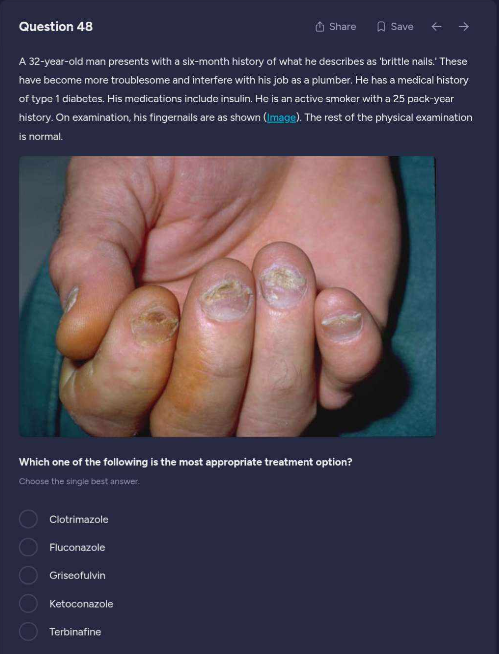 Question 48
Share
Save
A 32-year-old man presents with a six-month history of what he describes as 'brittle nails.' These
have become more troublesome and interfere with his job as a plumber. He has a medical history
of type 1 diabetes. His medications include insulin. He is an active smoker with a 25 pack-year
history. On examination, his fingernails are as shown (Image). The rest of the physical examination
is normal.
Which one of the following is the most appropriate treatment option?
Choose the single best answer.
Clotrimazole
Fluconazole
Griseofulvin
Ketoconazole
Terbinafine